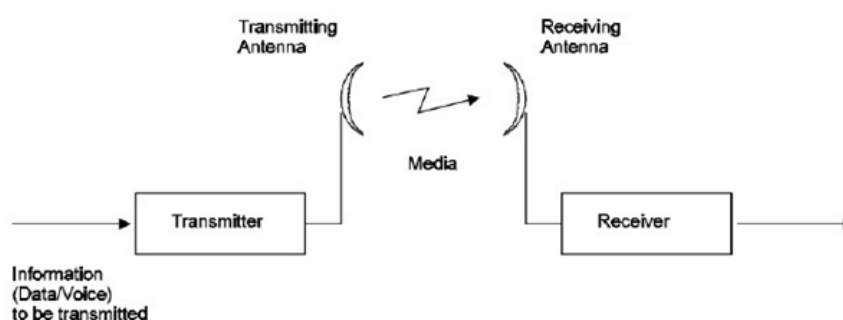 Transmitting
Antenna
Receiving
Antenna
Media
Transmitter
Receiver
Information
(Data/Voice)
to be transmitted